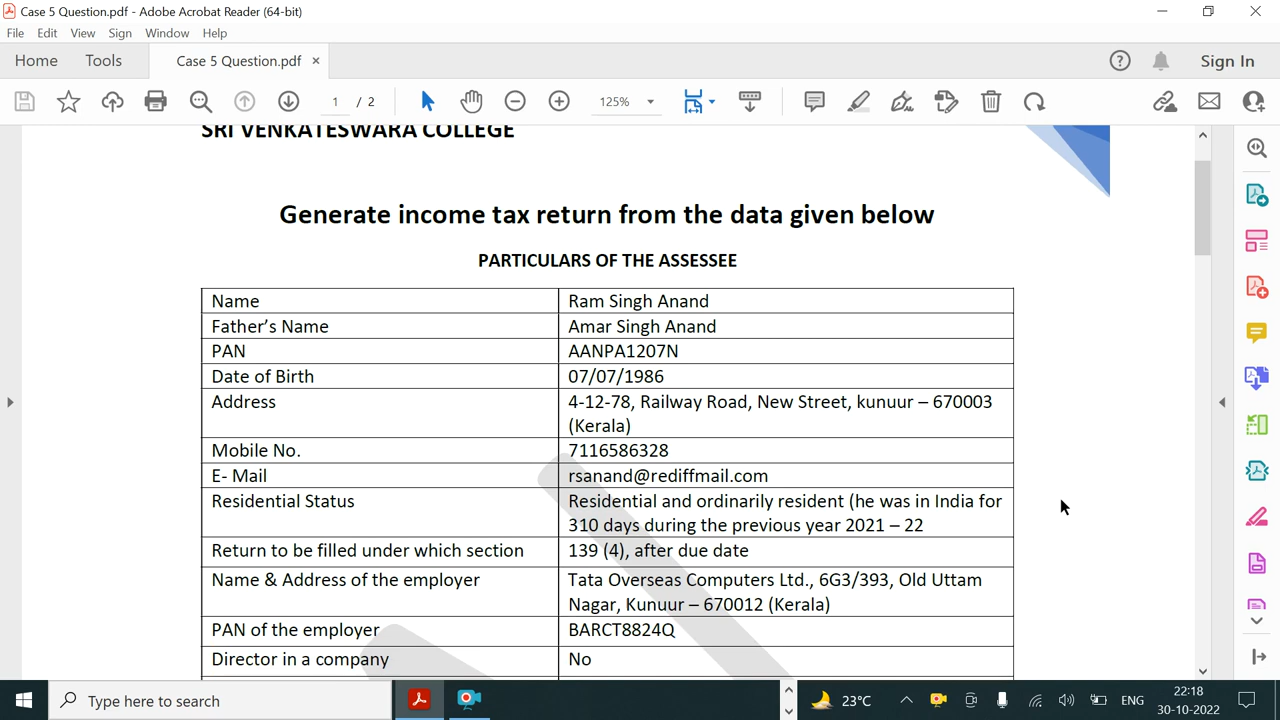 Case 5 Question.pdf - Adobe Acrobat Reader (64-bit)
File Edit View Sign Window Help
Home Tools Case 5 Question.pdf × Sign In
1 / 2 125%
SRI VENKATESWARA COLLEGE
Generate income tax return from the data given below
PARTICULARS OF THE ASSESSEE
Name Ram Singh Anand
Father's Name Amar Singh Anand
PAN AANPA1207N
Date of Birth 07/07/1986
Address 4-12-78, Railway Road, New Street, kunuur – 670003
(Kerala)
Mobile No. 7116586328
E- Mail rsanand@rediffmail.com
Residential Status Residential and ordinarily resident (he was in India for
310 days during the previous year 2021 – 22
Return to be filled under which section 139 (4), after due date
Name & Address of the employer Tata Overseas Computers Ltd., 6G3/393, Old Uttam
Nagar, Kunuur – 670012 (Kerala)
PAN of the employer BARCT8824Q
Director in a company No
Type here to search 23°C ENG 22:18
30-10-2022